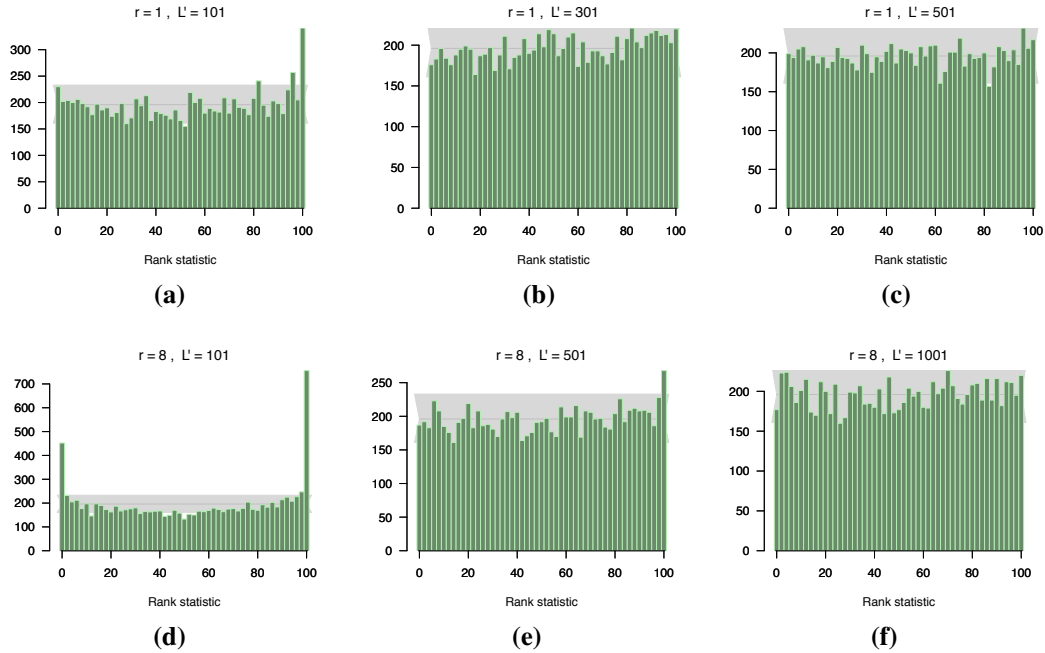 r = 1 , L' = 101
r = 1 , L' = 301
r = 1 , L' = 501
300
250
200
150
100
50
0
0 20 40 60 80 100
Rank statistic
200
150
100
50
0
0 20 40 60 80 100
Rank statistic
200
150
100
50
0
0 20 40 60 80 100
Rank statistic
(a)
(b)
(c)
r = 8 , L' = 101
r = 8 , L' = 501
r = 8 , L' = 1001
700
600
500
400
300
200
100
0
0 20 40 60 80 100
Rank statistic
250
200
150
100
50
0
0 20 40 60 80 100
Rank statistic
200
150
100
50
0
0 20 40 60 80 100
Rank statistic
(d)
(e)
(f)